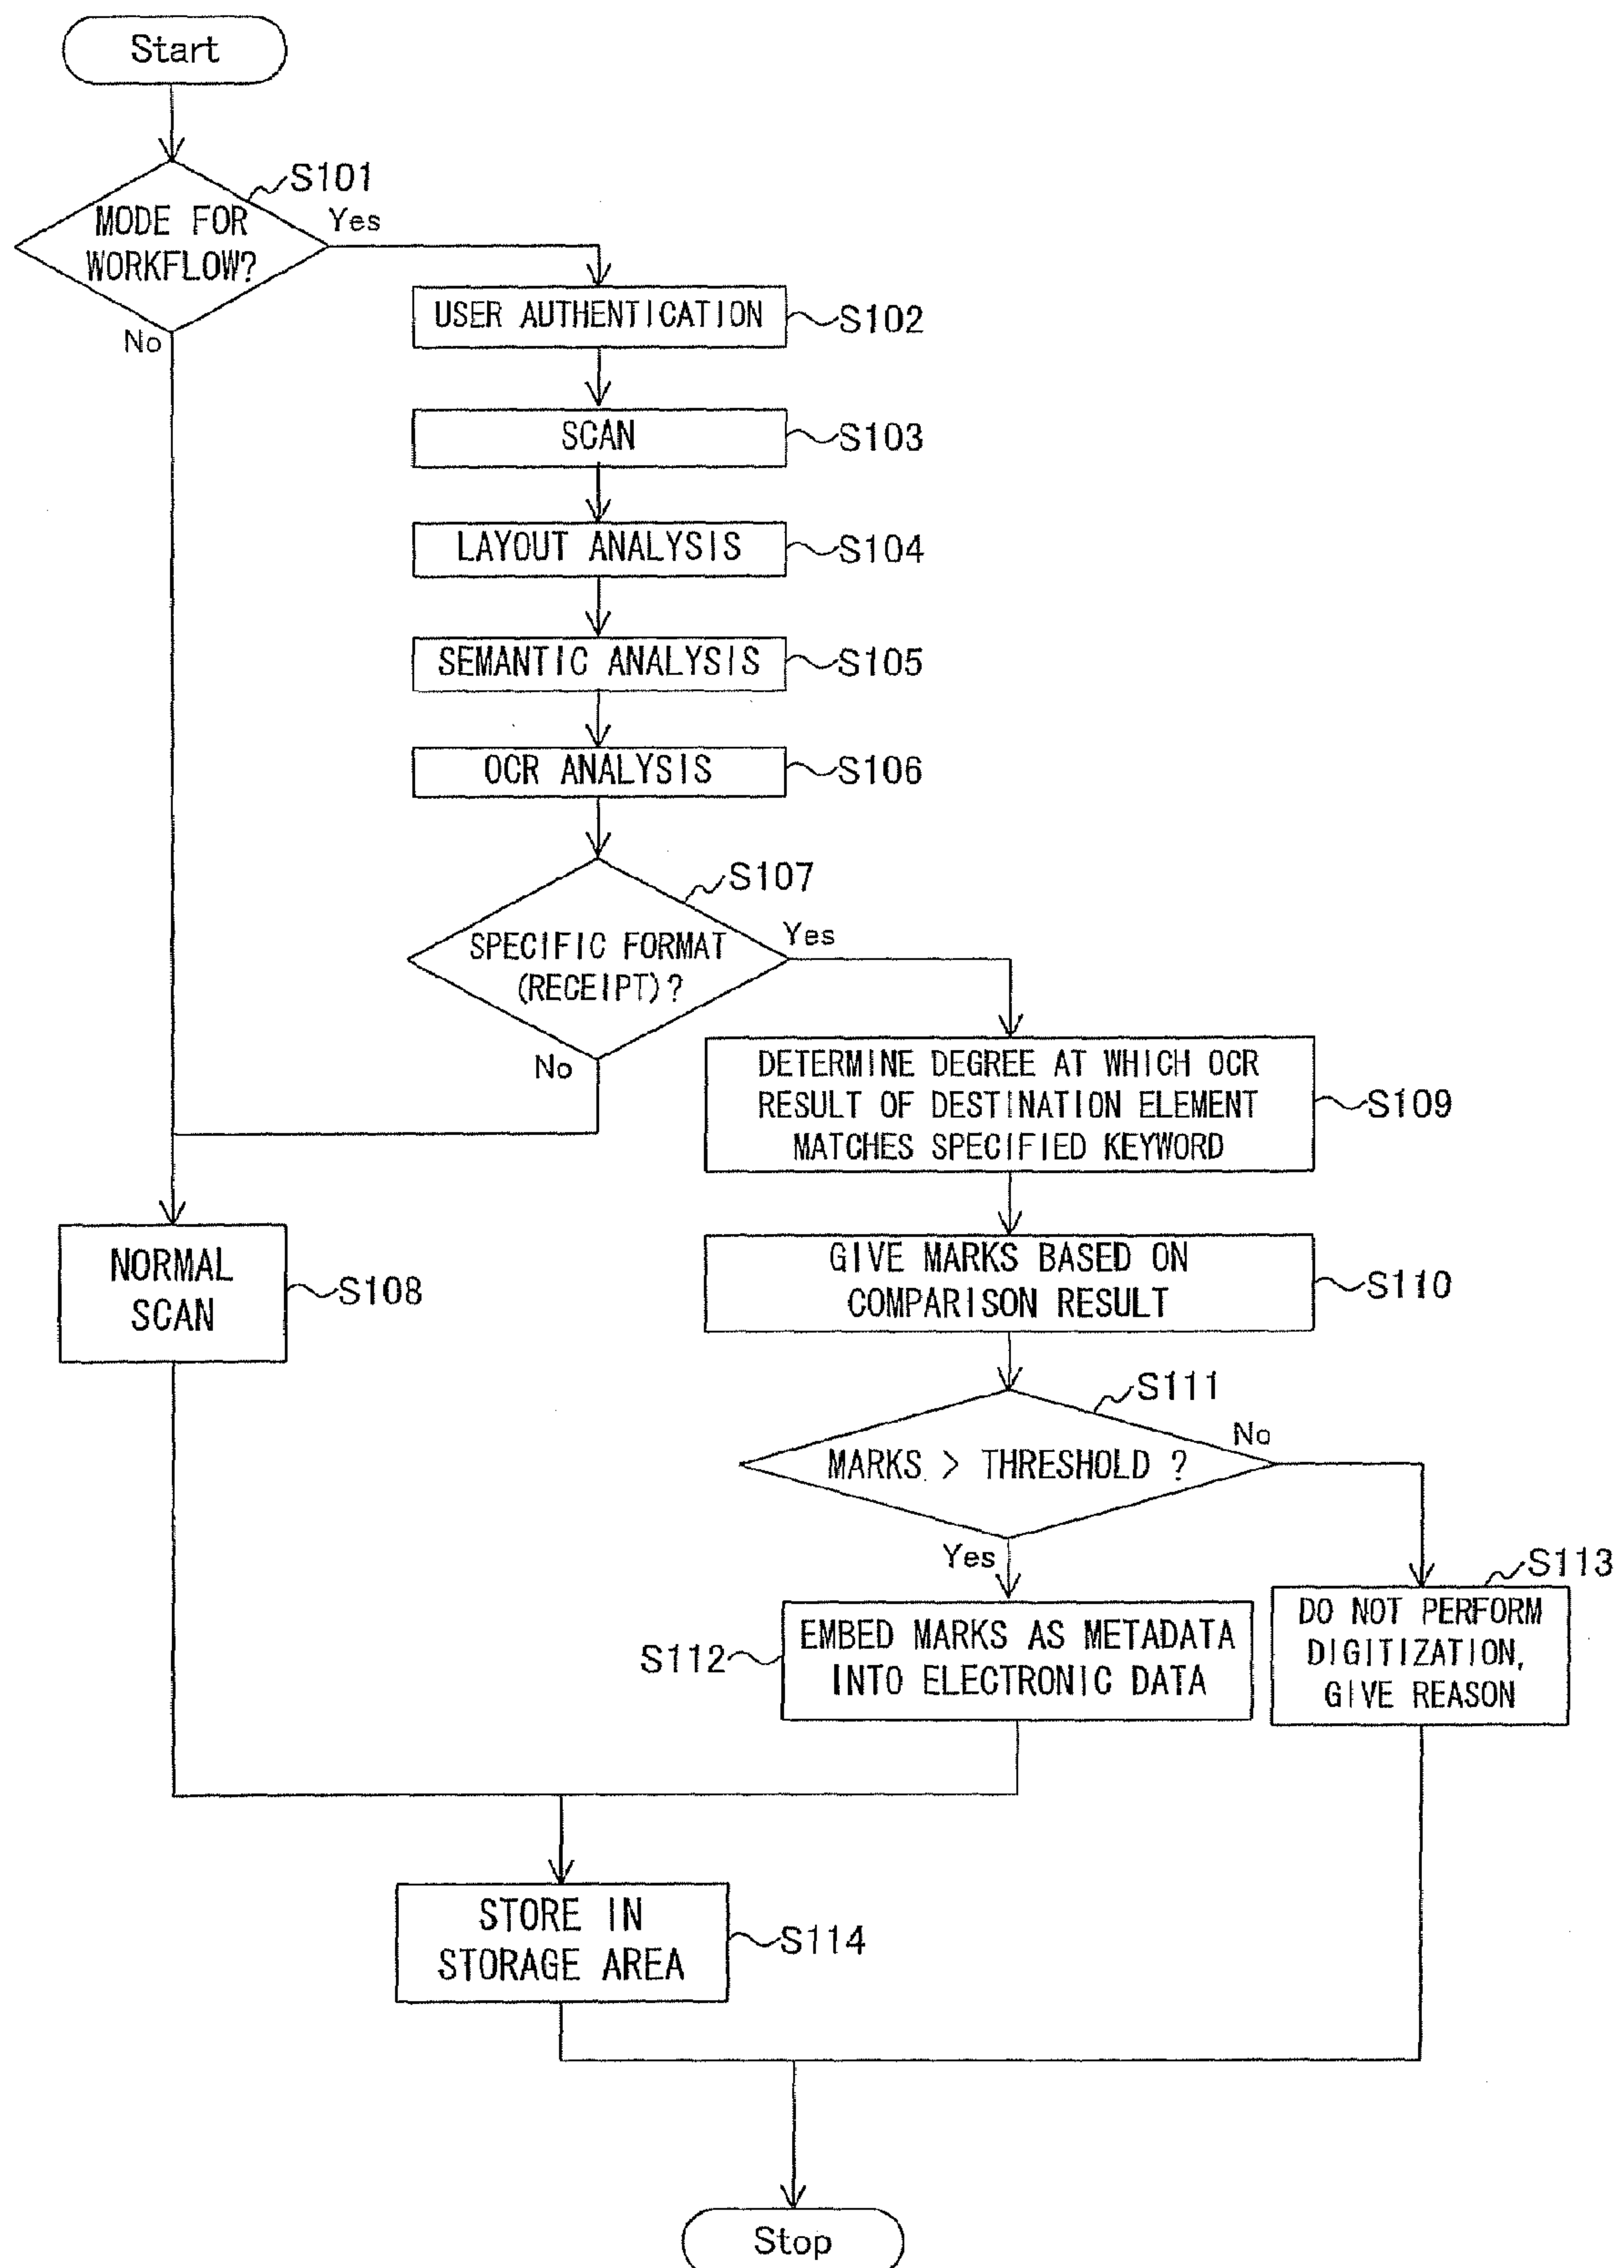 Start
S101
MODE FOR
WORKFLOW?
Yes
No
USER AUTHENTICATION
S102
SCAN
S103
LAYOUT ANALYSIS
S104
SEMANTIC ANALYSIS
S105
OCR ANALYSIS
S106
S107
SPECIFIC FORMAT
(RECEIPT)?
Yes
No
DETERMINE DEGREE AT WHICH OCR
RESULT OF DESTINATION ELEMENT
MATCHES SPECIFIED KEYWORD
S109
NORMAL
SCAN
S108
GIVE MARKS BASED ON
COMPARISON RESULT
S110
S111
MARKS > THRESHOLD ?
No
Yes
S112
EMBED MARKS AS METADATA
INTO ELECTRONIC DATA
S113
DO NOT PERFORM
DIGITIZATION,
GIVE REASON
STORE IN
STORAGE AREA
S114
Stop